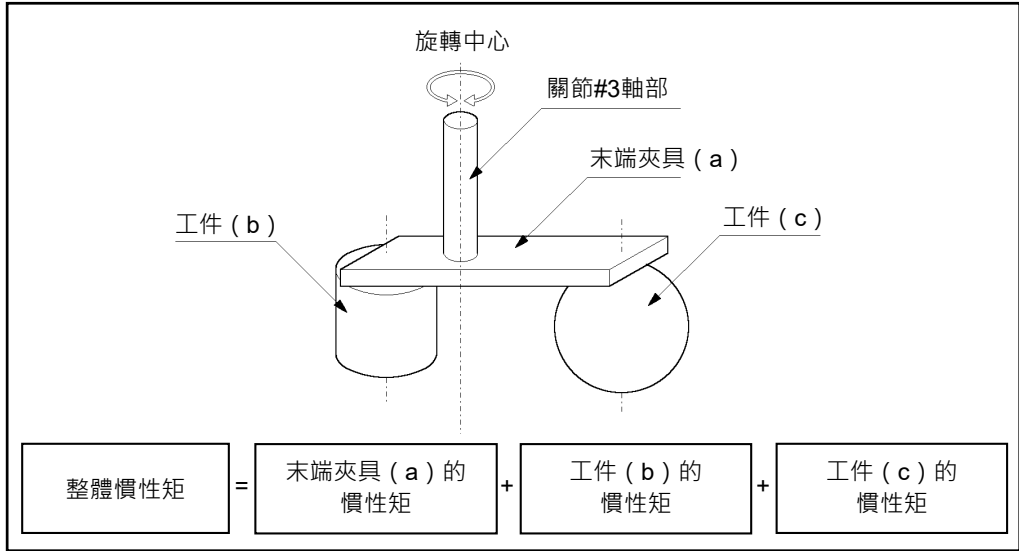 旋轉中心
關節#3軸部
末端夾具（a）
工件（b）
工件（c）
整體慣性矩
=
末端夾具（a）的
慣性矩
+
工件（b）的
慣性矩
+
工件（c）的
慣性矩